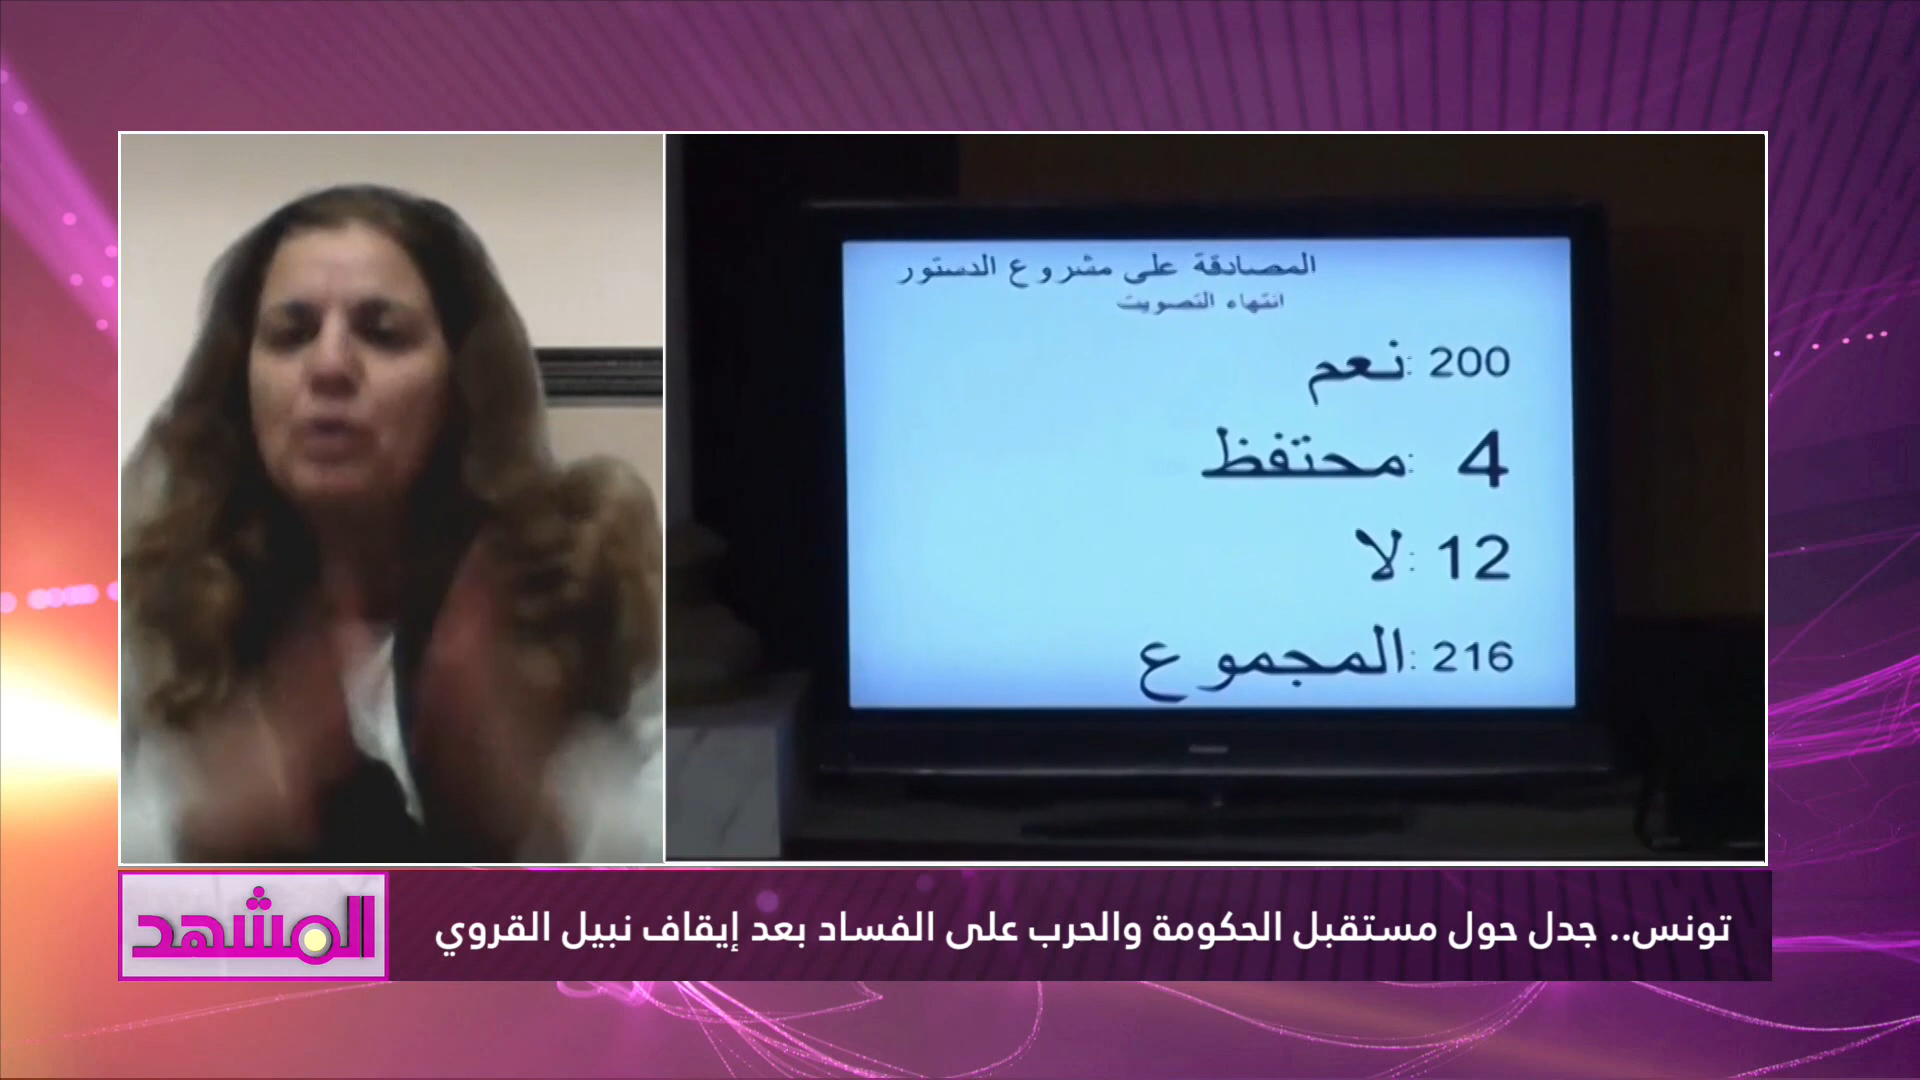 المصادقة على مشروع الدستور
انتهاء التصويت
نعم: 200
محتفظ: 4
لا: 12
المجموع: 216
تونس.. جدل حول مستقبل الحكومة والحرب على الفساد بعد إيقاف نبيل القروي
المشهد